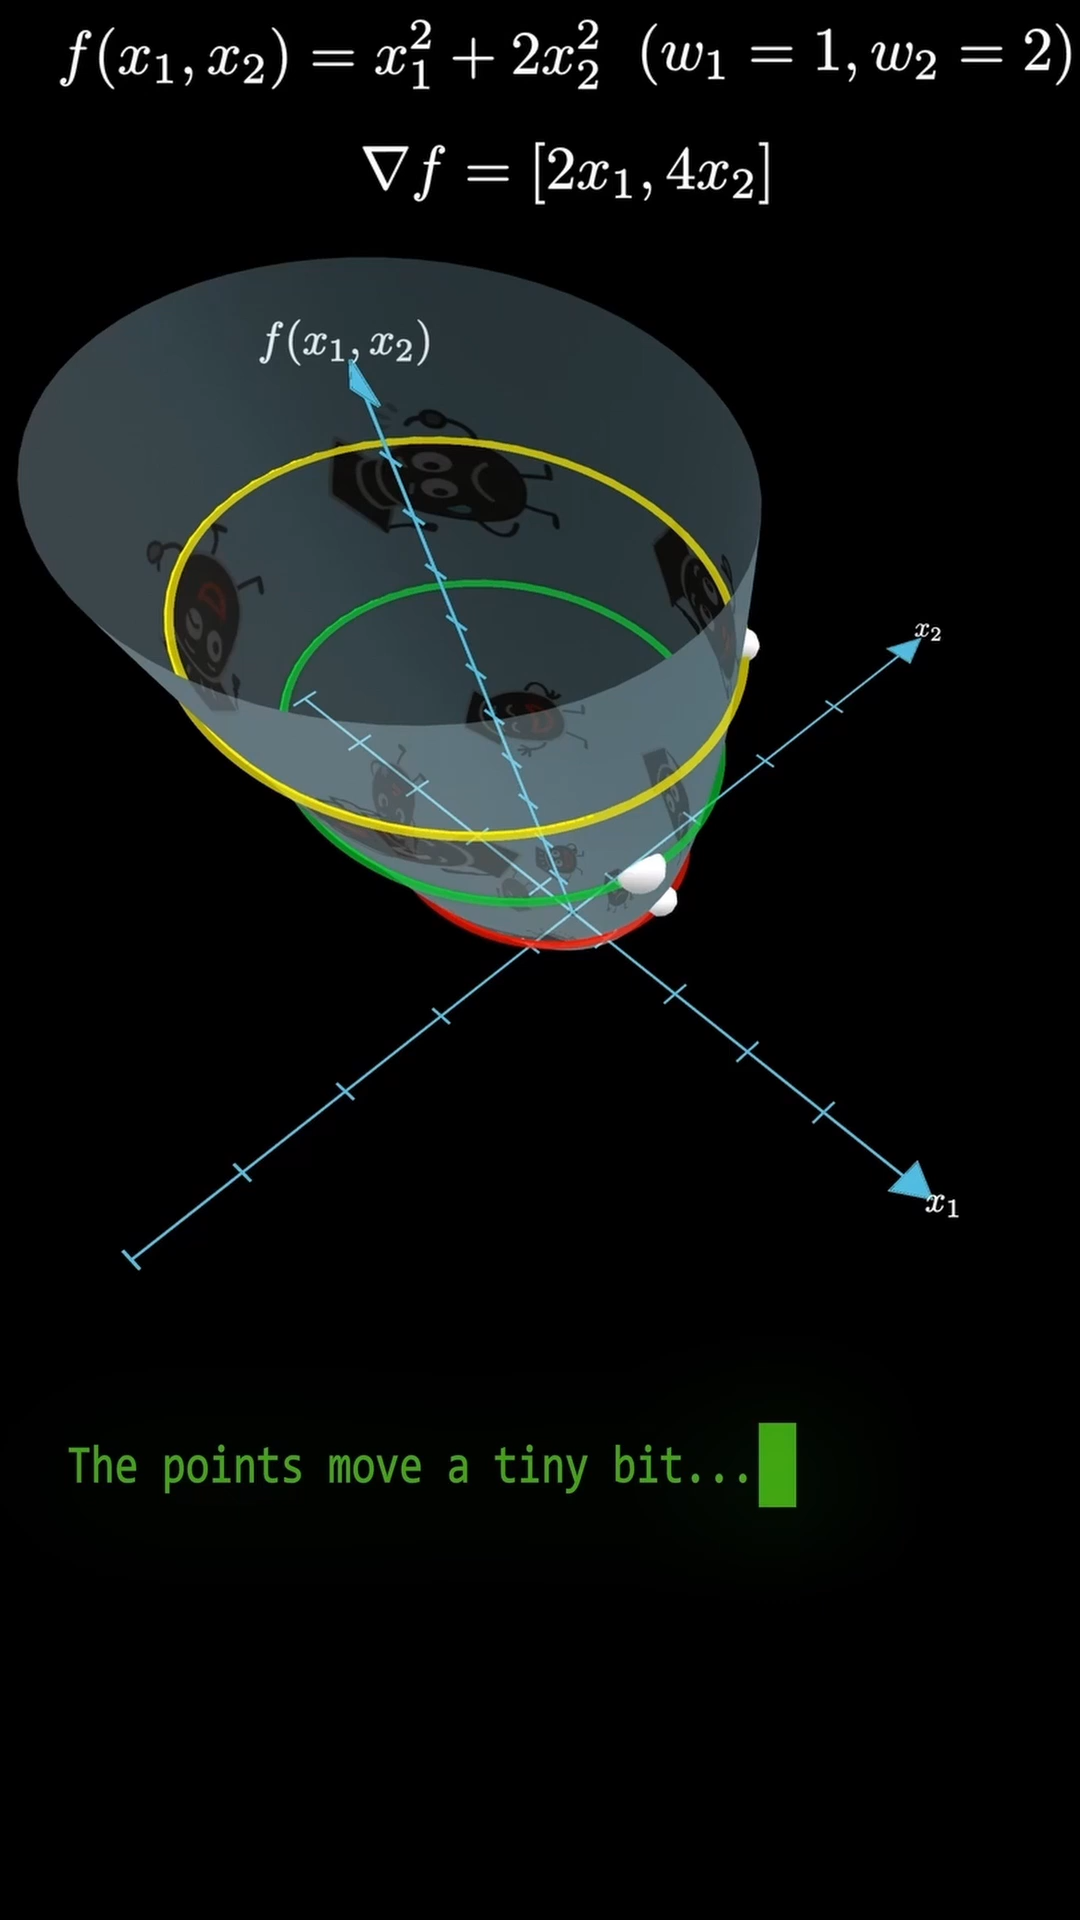 f(x₁, x₂) = x₁² + 2x₂² (w₁ = 1, w₂ = 2)
∇f = [2x₁, 4x₂]
f(x₁, x₂)
x₂
x₁
The points move a tiny bit...